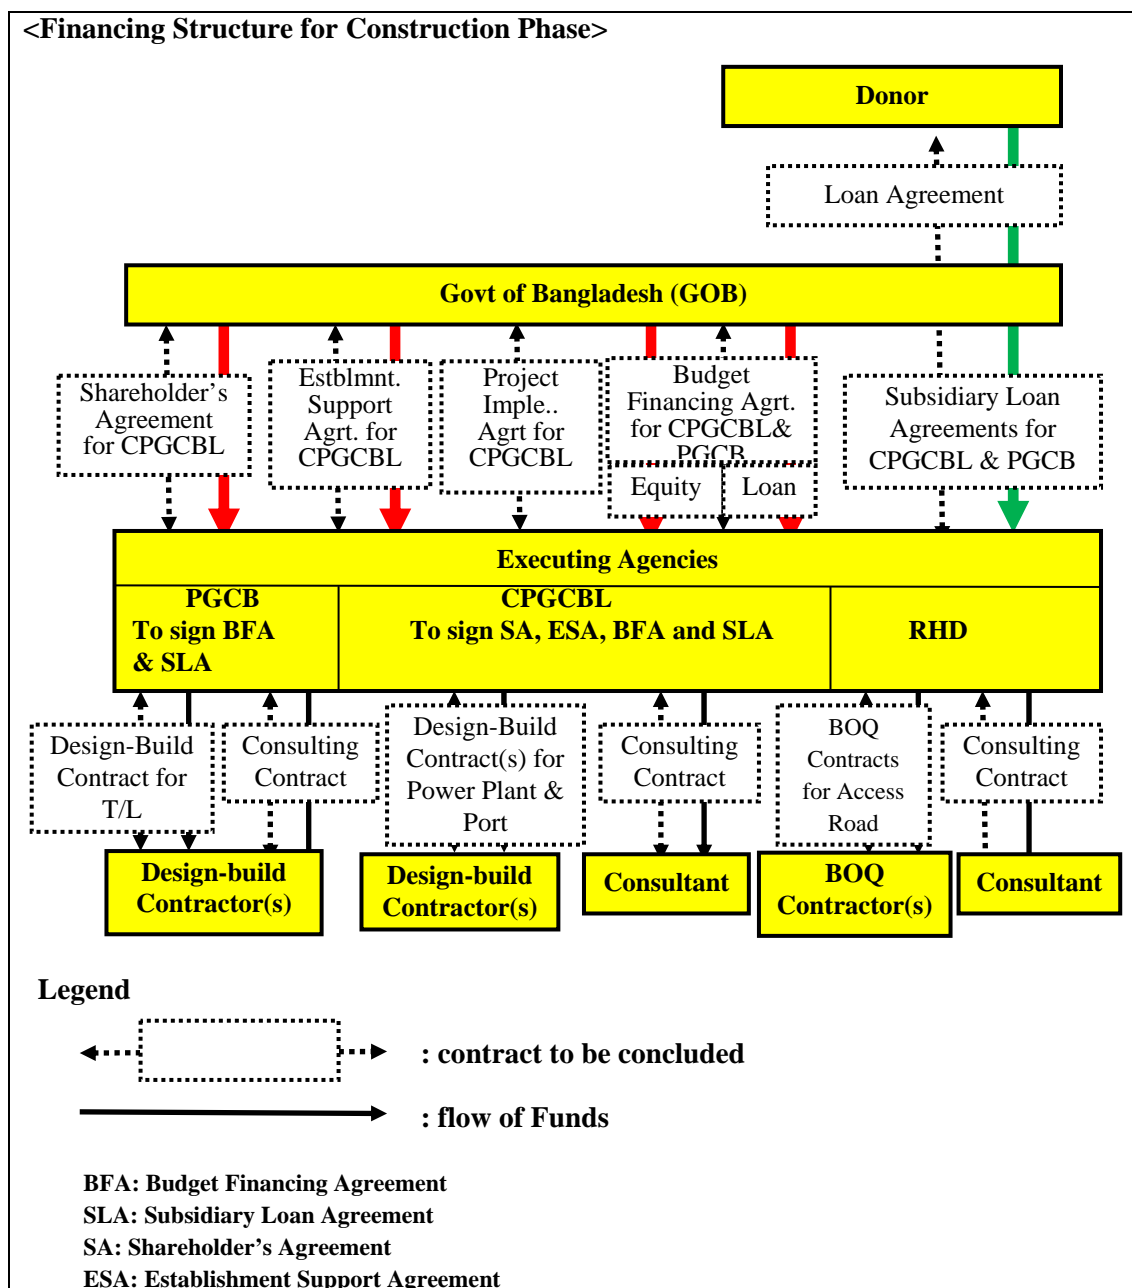 <Financing Structure for Construction Phase>
Donor
Loan Agreement
Govt of Bangladesh (GOB)
Shareholder's
Agreement
for CPGCBL
Estblmnt.
Support
Agrt. for
CPGCBL
Project
Imple..
Agrt for
CPGCBL
Budget
Financing Agrt.
for CPGCBL&
PGCB
Equity
Loan
Subsidiary Loan
Agreements for
CPGCBL & PGCB
Executing Agencies
PGCB
To sign BFA
& SLA
CPGCBL
To sign SA, ESA, BFA and SLA
RHD
Design-Build
Contract for
T/L
Consulting
Contract
Design-Build
Contract(s) for
Power Plant &
Port
Consulting
Contract
BOQ
Contracts
for Access
Road
Consulting
Contract
Design-build
Contractor(s)
Design-build
Contractor(s)
Consultant
BOQ
Contractor(s)
Consultant
Legend
: contract to be concluded
: flow of Funds
BFA: Budget Financing Agreement
SLA: Subsidiary Loan Agreement
SA: Shareholder's Agreement
ESA: Establishment Support Agreement